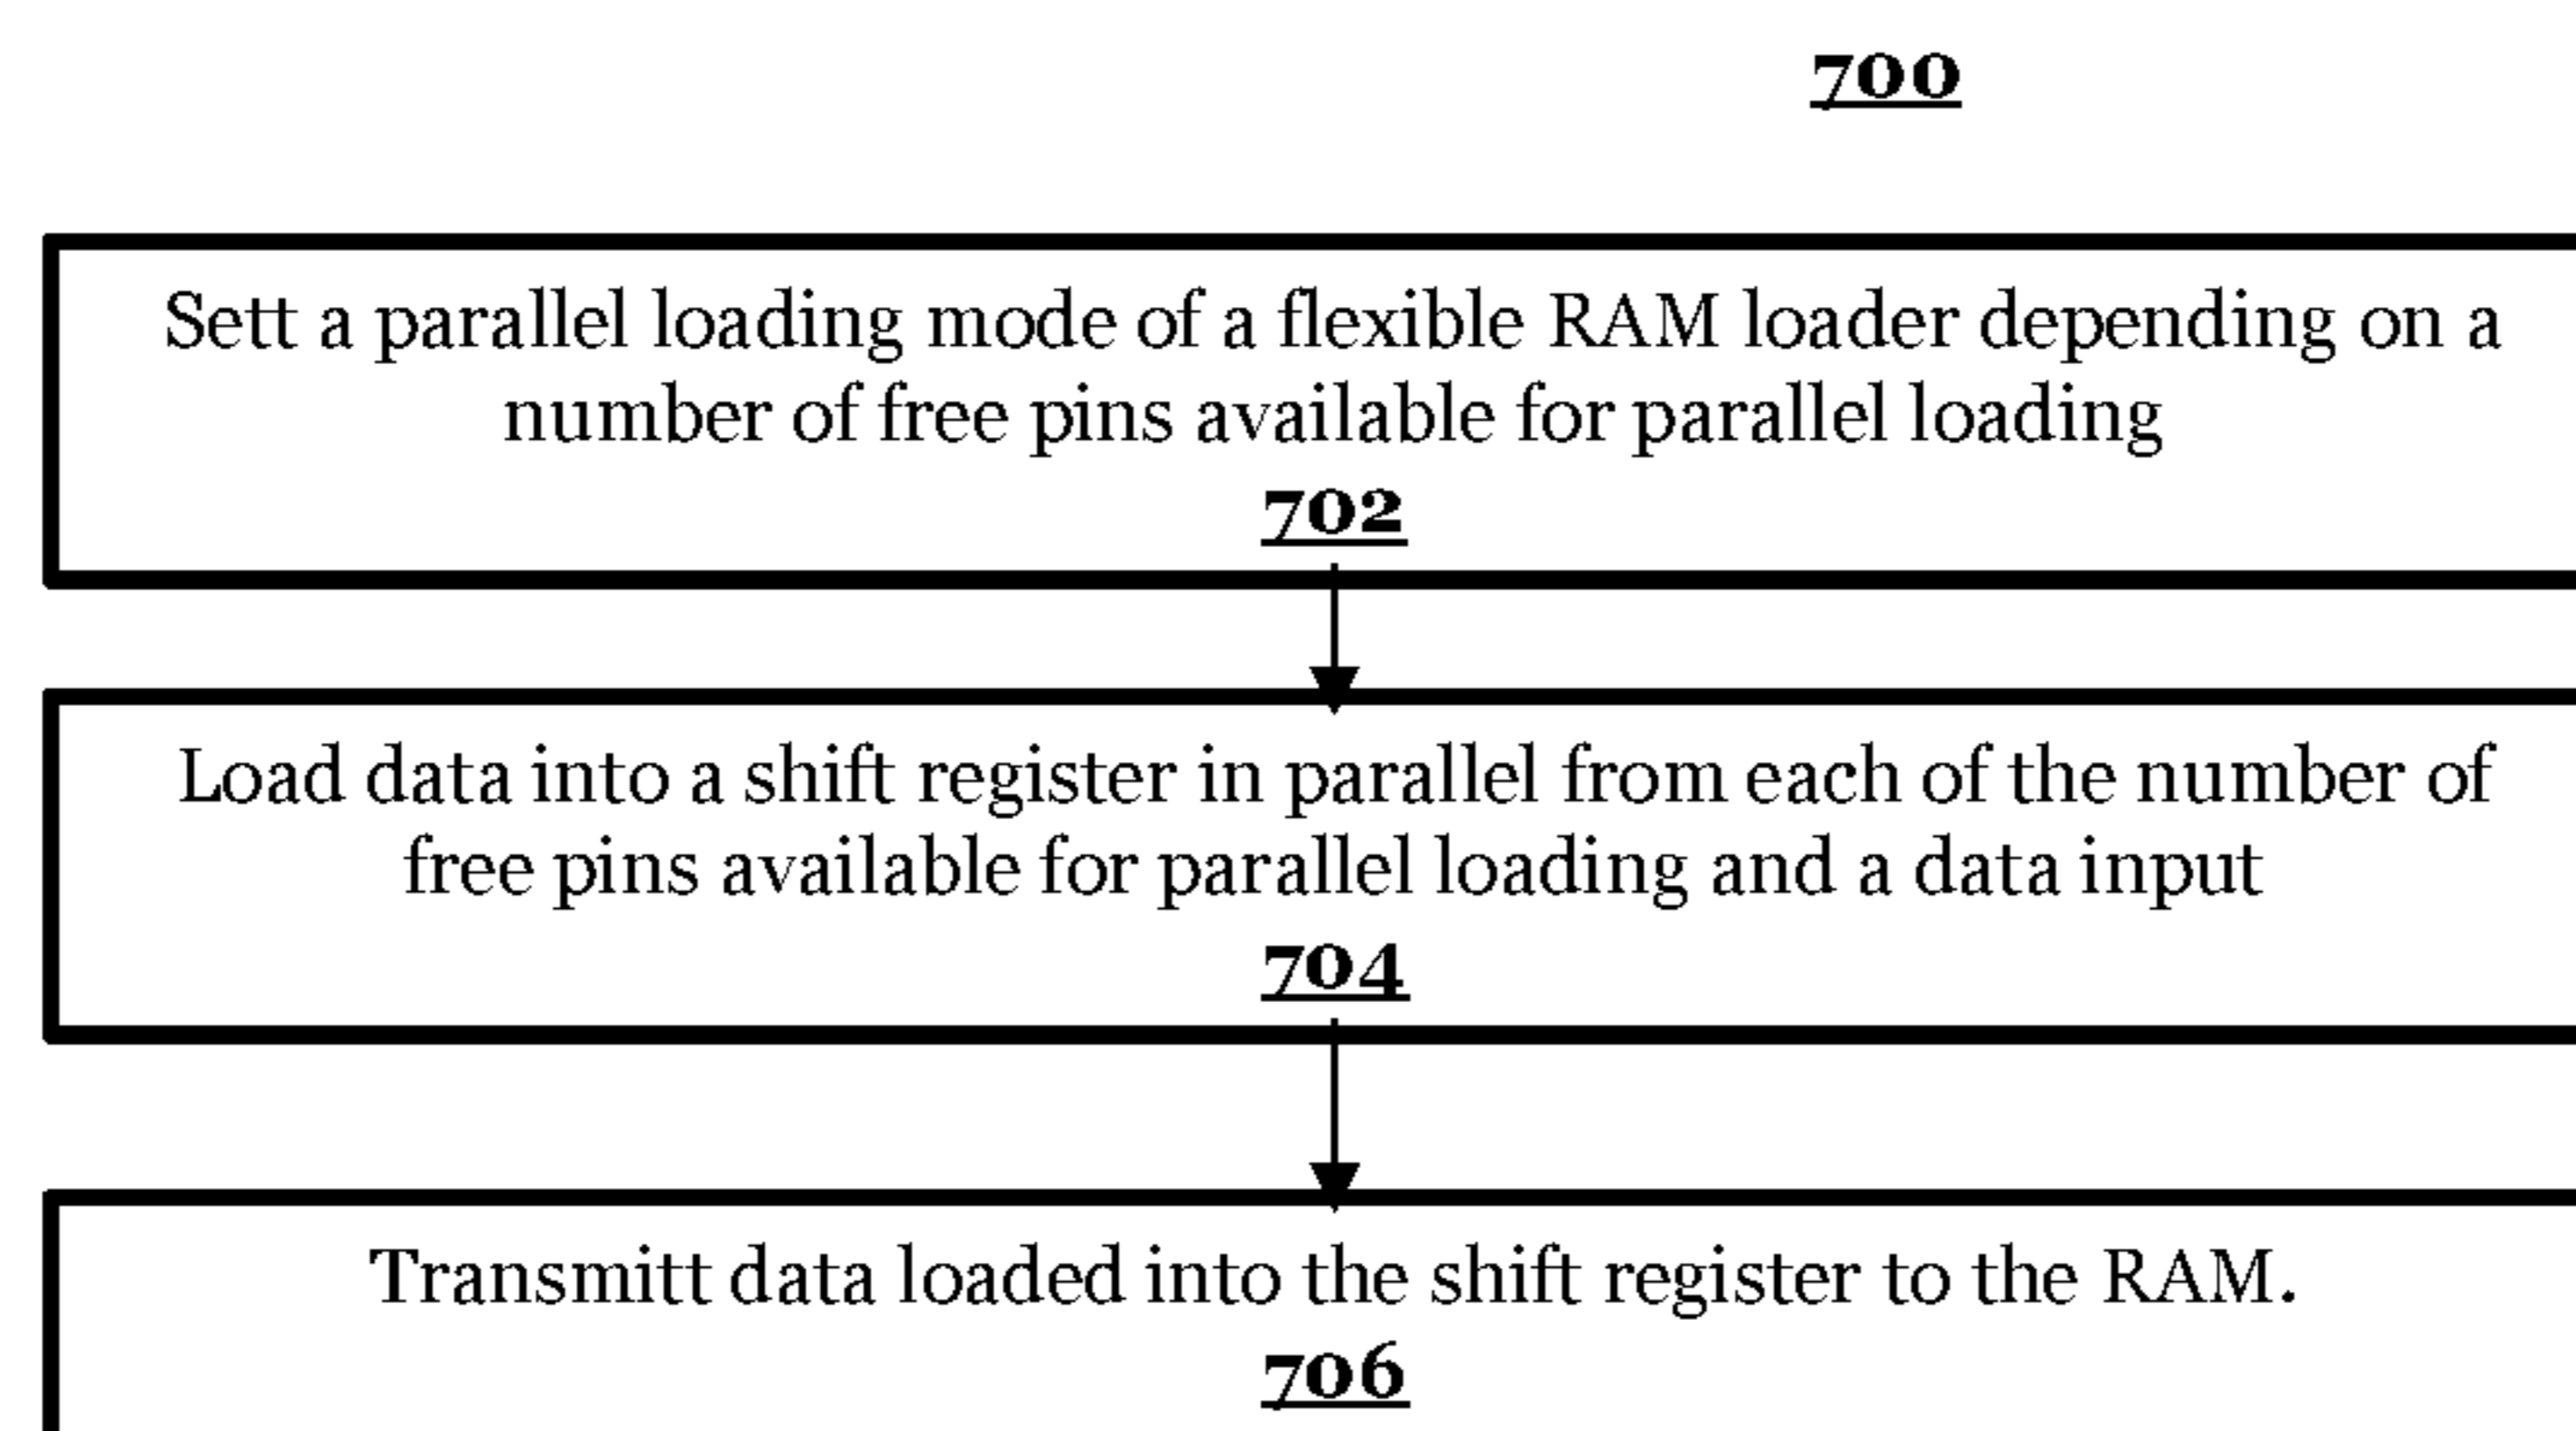 700
Sett a parallel loading mode of a flexible RAM loader depending on a
number of free pins available for parallel loading
702
Load data into a shift register in parallel from each of the number of
free pins available for parallel loading and a data input
704
Transmitt data loaded into the shift register to the RAM.
706